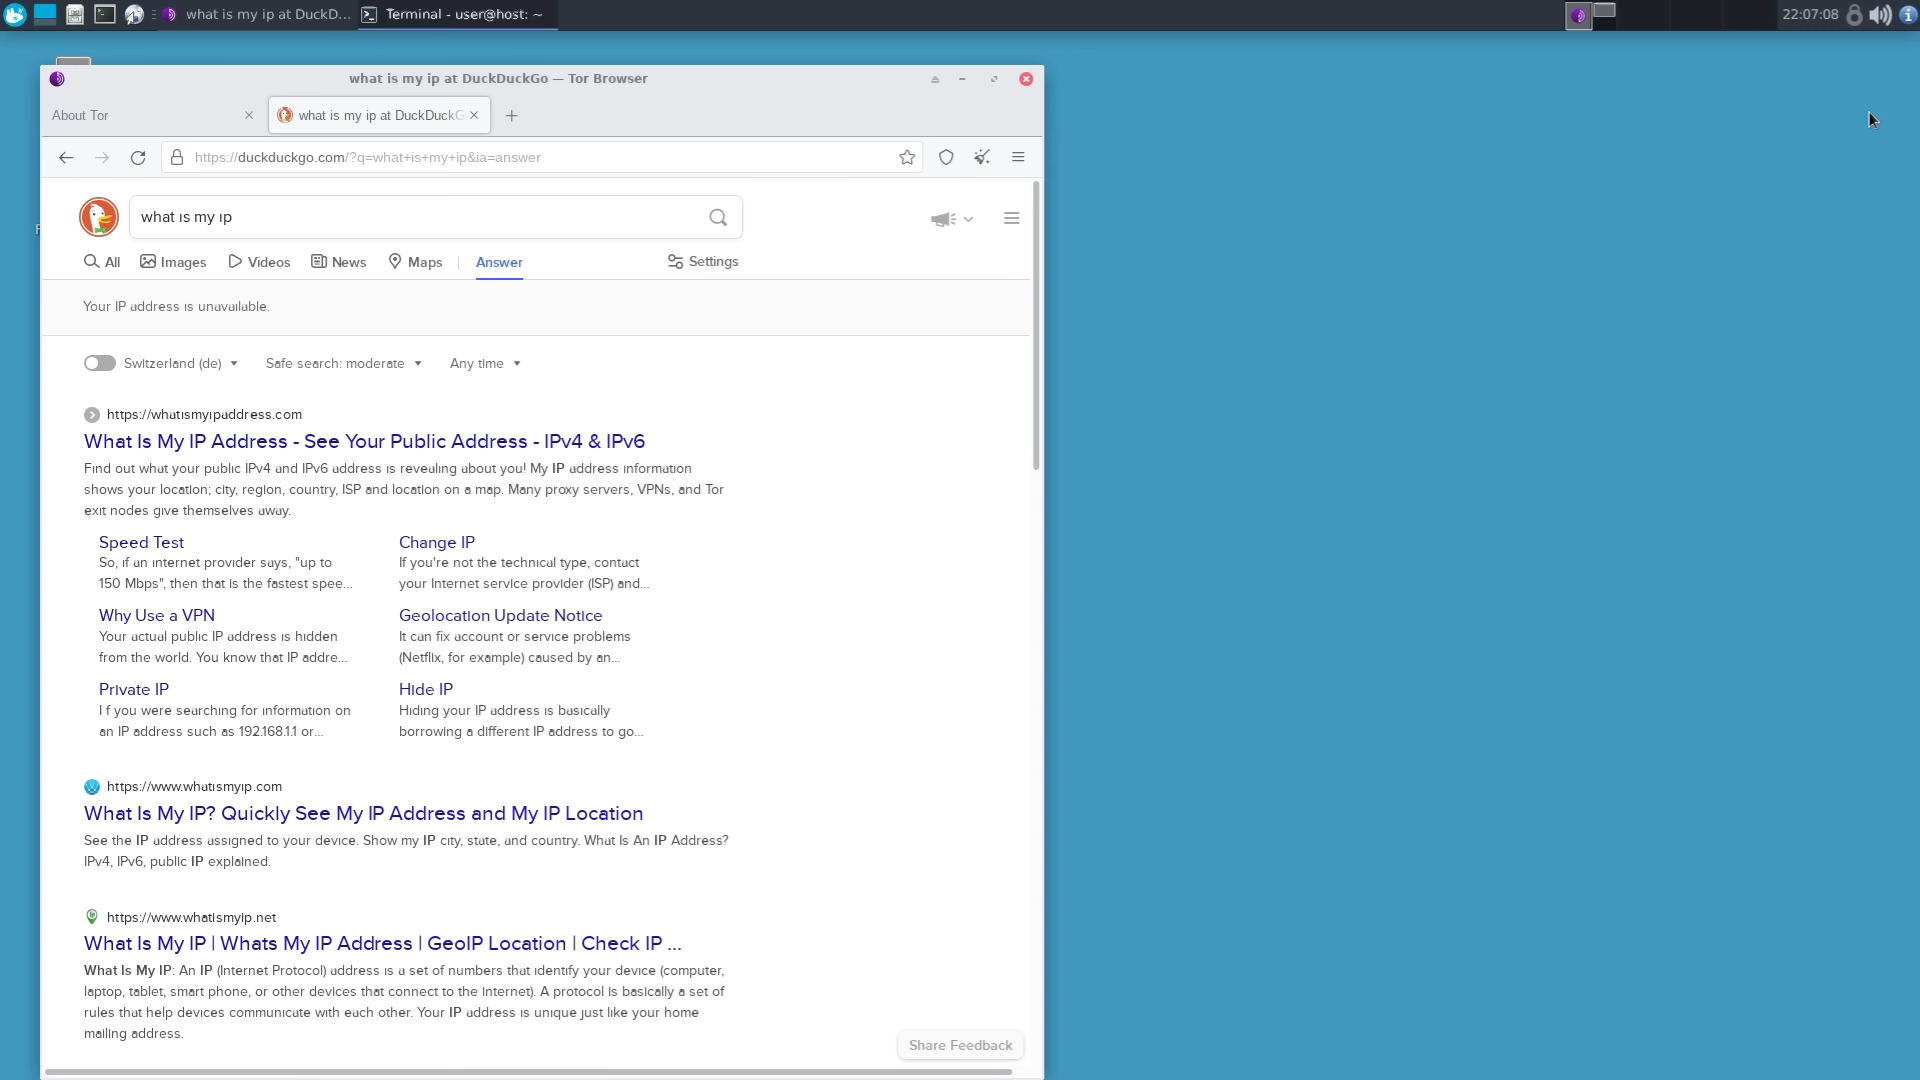 what is my ip at DuckD...
Terminal - user@host: ~
22:07:08
what is my ip at DuckDuckGo — Tor Browser
About Tor
what is my ip at DuckDuckG
https://duckduckgo.com/?q=what+is+my+ip&ia=answer
what is my ip
All
Images
Videos
News
Maps
Answer
Settings
Your IP address is unavailable.
Switzerland (de)
Safe search: moderate
Any time
https://whatismyipaddress.com
What Is My IP Address - See Your Public Address - IPv4 & IPv6
Find out what your public IPv4 and IPv6 address is revealing about you! My IP address information
shows your location; city, region, country, ISP and location on a map. Many proxy servers, VPNs, and Tor
exit nodes give themselves away.
Speed Test
So, if an internet provider says, "up to
150 Mbps", then that is the fastest spee...
Change IP
If you're not the technical type, contact
your Internet service provider (ISP) and...
Why Use a VPN
Your actual public IP address is hidden
from the world. You know that IP addre...
Geolocation Update Notice
It can fix account or service problems
(Netflix, for example) caused by an...
Private IP
I f you were searching for information on
an IP address such as 192.168.1.1 or...
Hide IP
Hiding your IP address is basically
borrowing a different IP address to go...
https://www.whatismyip.com
What Is My IP? Quickly See My IP Address and My IP Location
See the IP address assigned to your device. Show my IP city, state, and country. What Is An IP Address?
IPv4, IPv6, public IP explained.
https://www.whatismyip.net
What Is My IP | Whats My IP Address | GeoIP Location | Check IP ...
What Is My IP: An IP (Internet Protocol) address is a set of numbers that identify your device (computer,
laptop, tablet, smart phone, or other devices that connect to the internet). A protocol is basically a set of
rules that help devices communicate with each other. Your IP address is unique just like your home
mailing address.
Share Feedback